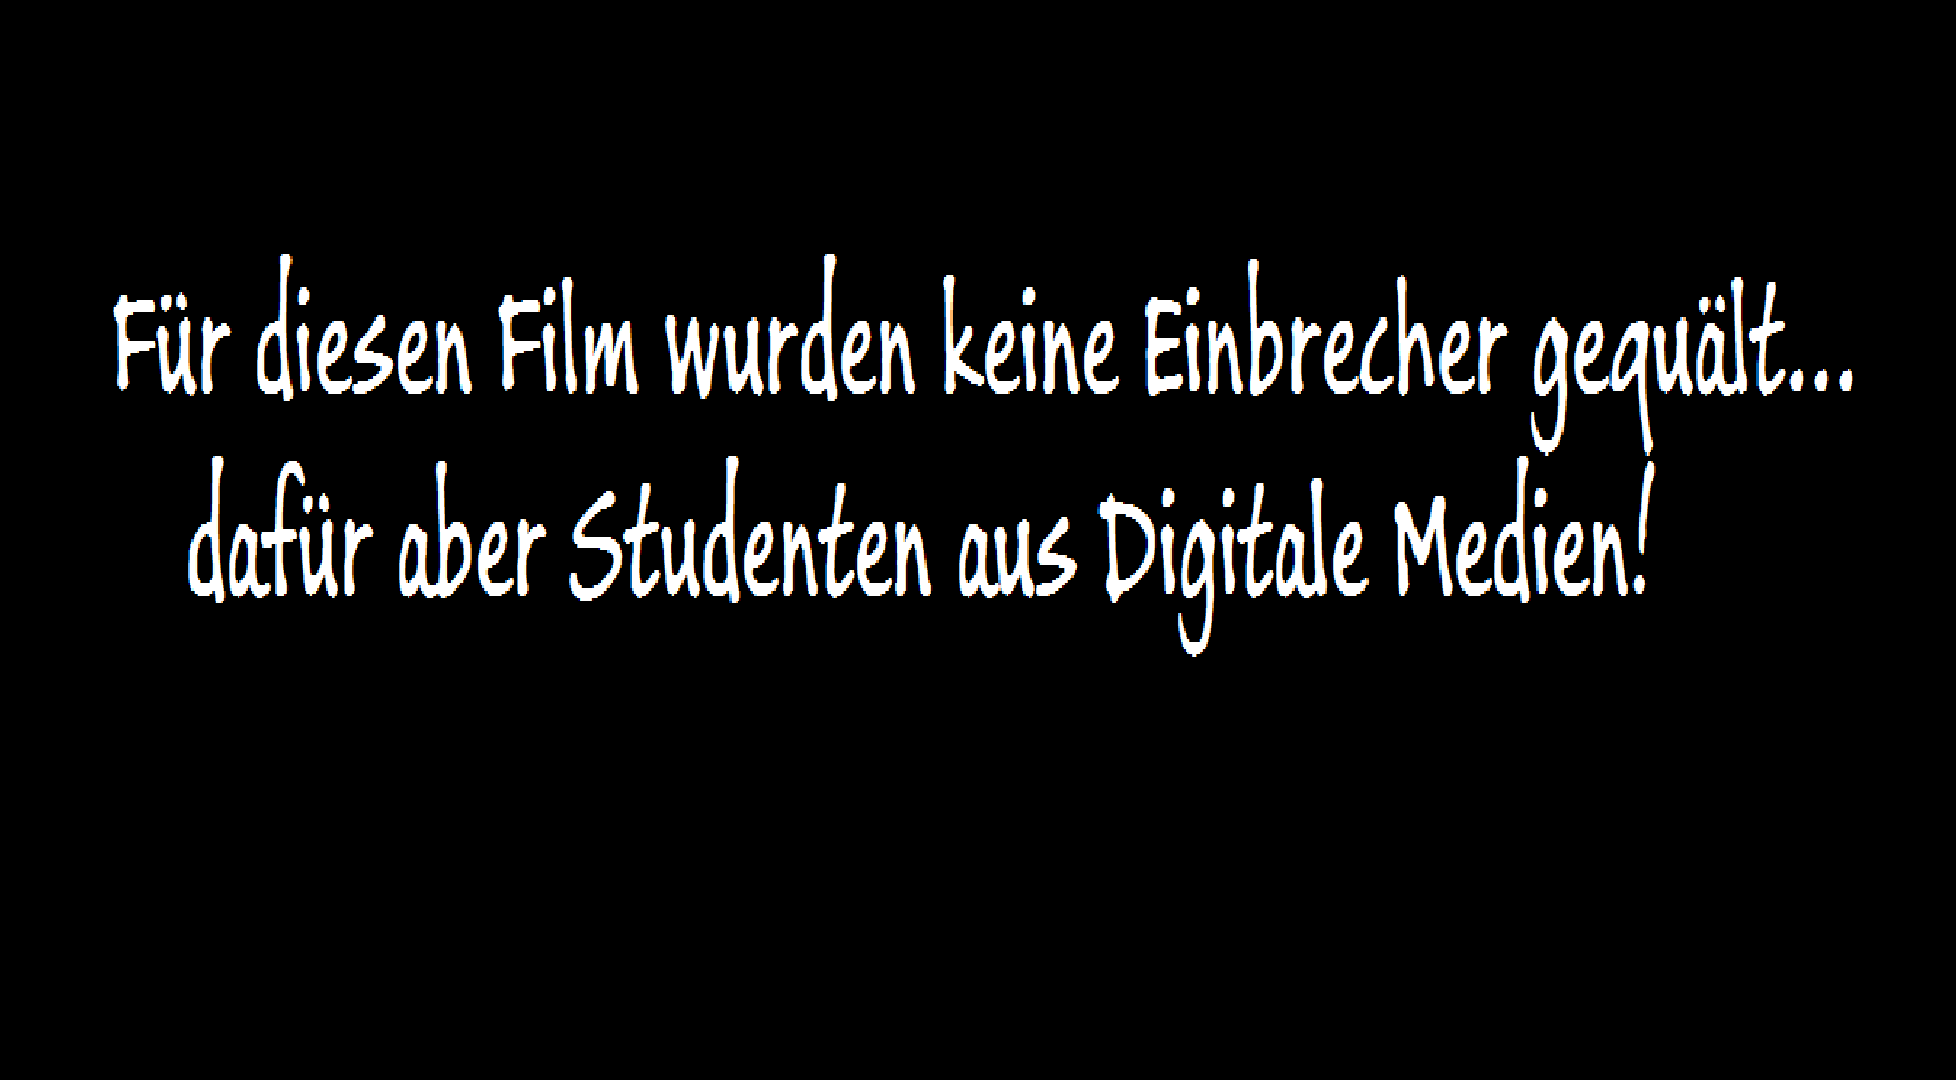 Für diesen Film wurden keine Einbrecher gequält...
dafür aber Studenten aus Digitale Medien!